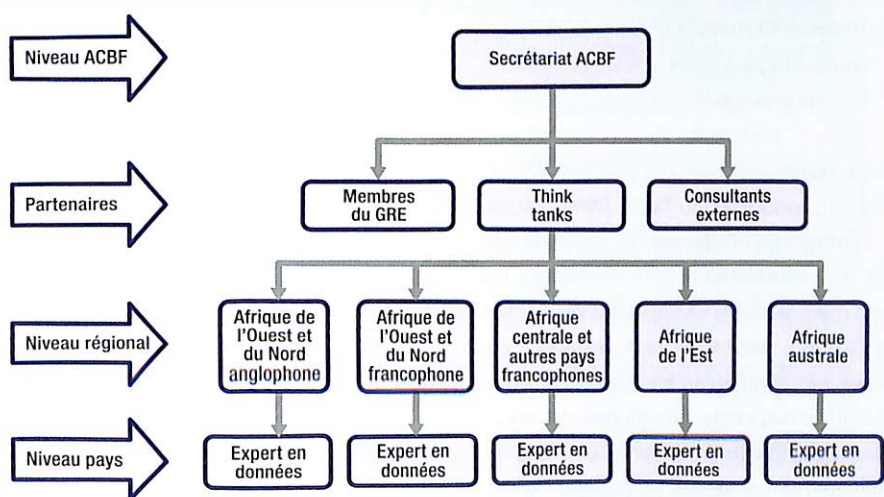 Niveau ACBF
Secrétariat ACBF
Partenaires
Membres
du GRE
Think
tanks
Consultents
externes
Niveau régional
Afrique de
l'Ouest et
du Nord
anglophone
Afrique de
l'Ouest et
du Nord
francophone
Afrique
centrale et
autres pays
francophones
Afrique
de l'Est
Afrique
australe
Niveau pays
Expert en
données
Expert en
données
Expert en
données
Expert en
données
Expert en
données